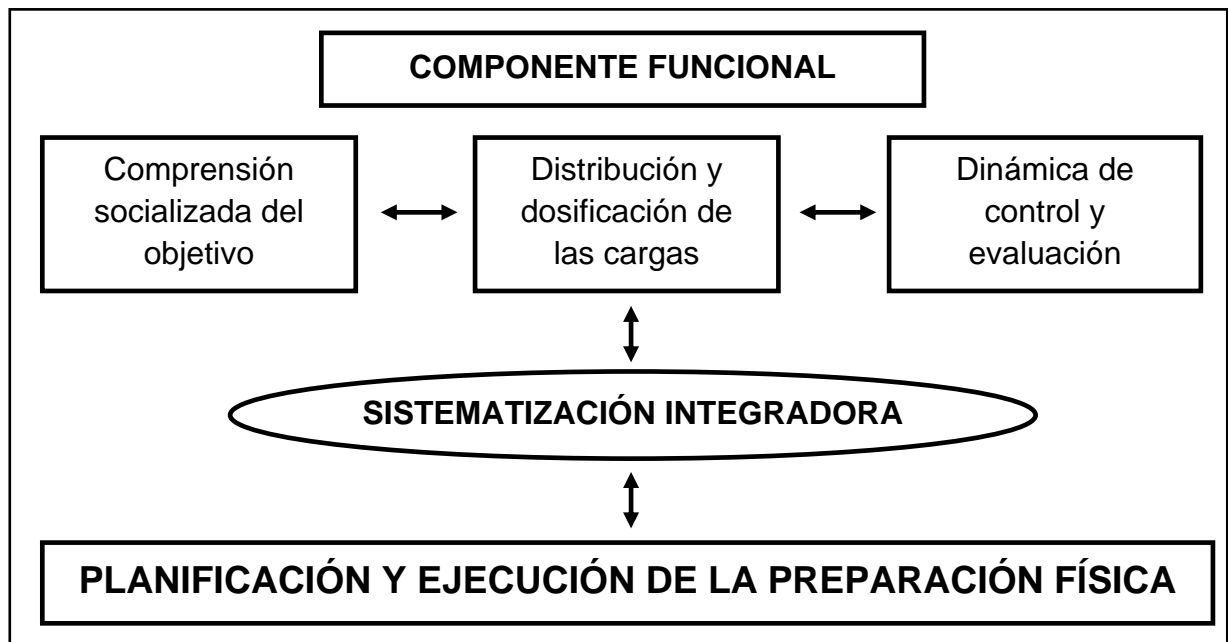 COMPONENTE FUNCIONAL
Comprensión
socializada del
objetivo
Distribución y
dosificación de
las cargas
Dinámica de
control y
evaluación
SISTEMATIZACIÓN INTEGRADORA
PLANIFICACIÓN Y EJECUCIÓN DE LA PREPARACIÓN FÍSICA